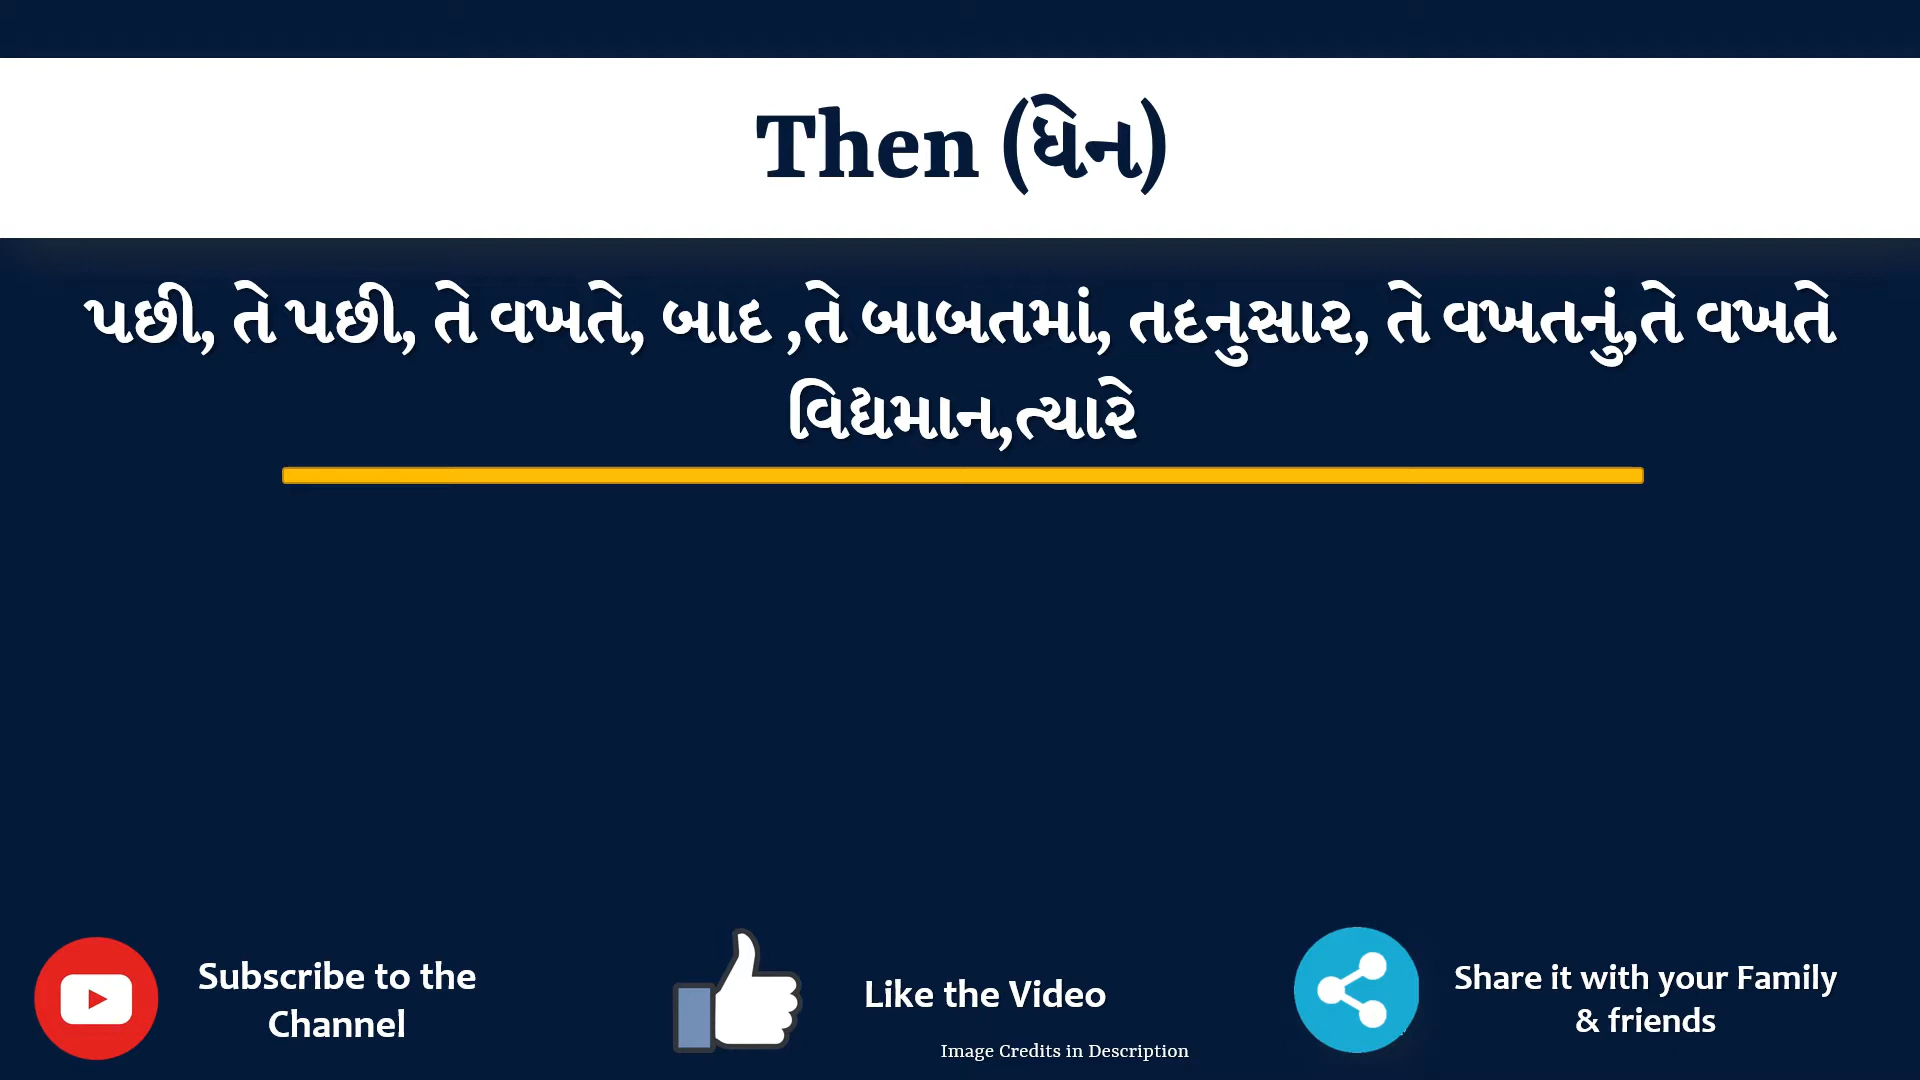 Then (ધેન)
પછી, તે પછી, તે વખતે, બાદ ,તે બાબતમાં, તદનુસાર, તે વખતનું,તે વખતે
વિદ્યમાન,ત્યારે
Subscribe to the
Channel
Like the Video
Share it with your Family
& friends
Image Credits in Description